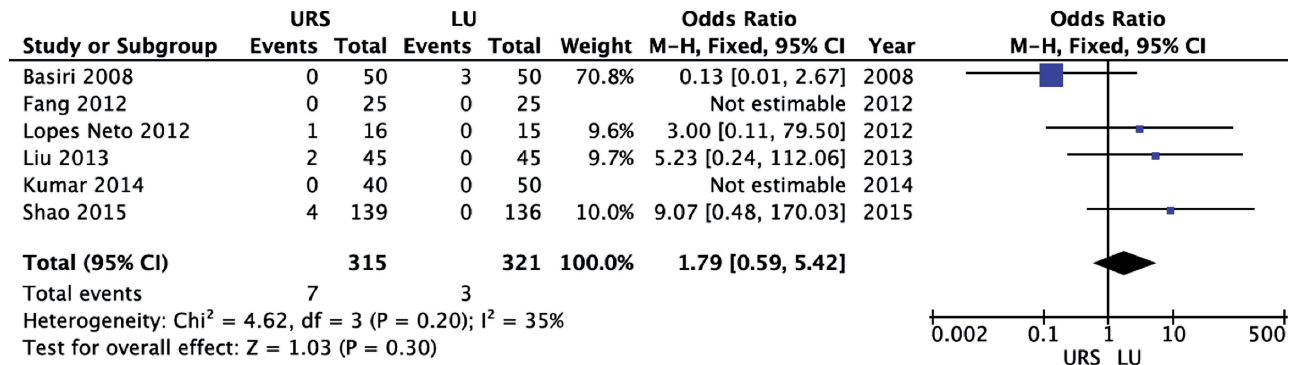 URS LU Odds Ratio Odds Ratio
Study or Subgroup Events Total Events Total Weight M-H, Fixed, 95% CI Year M-H, Fixed, 95% CI
Basiri 2008 0 50 3 50 70.8% 0.13 [0.01, 2.67] 2008
Fang 2012 0 25 0 25 Not estimable 2012
Lopes Neto 2012 1 16 0 15 9.6% 3.00 [0.11, 79.50] 2012
Liu 2013 2 45 0 45 9.7% 5.23 [0.24, 112.06] 2013
Kumar 2014 0 40 0 50 Not estimable 2014
Shao 2015 4 139 0 136 10.0% 9.07 [0.48, 170.03] 2015
Total (95% CI) 315 321 100.0% 1.79 [0.59, 5.42]
Total events 7 3
Heterogeneity: Chi² = 4.62, df = 3 (P = 0.20); I² = 35%
Test for overall effect: Z = 1.03 (P = 0.30)
0.002 0.1 1 10 500
URS LU